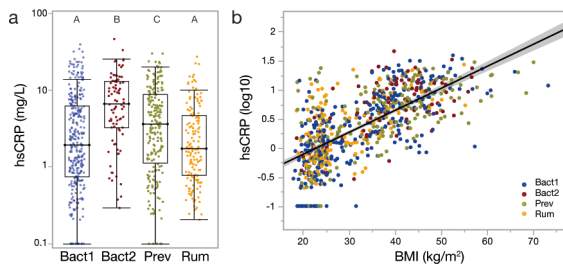 a
A B C A
hsCRP (mg/L)
100
10
1
0.1
Bact1 Bact2 Prev Rum
b
hsCRP (log10)
2
1.5
1
0.5
0
-0.5
-1
20 30 40 50 60 70
BMI (kg/m²)
Bact1
Bact2
Prev
Rum